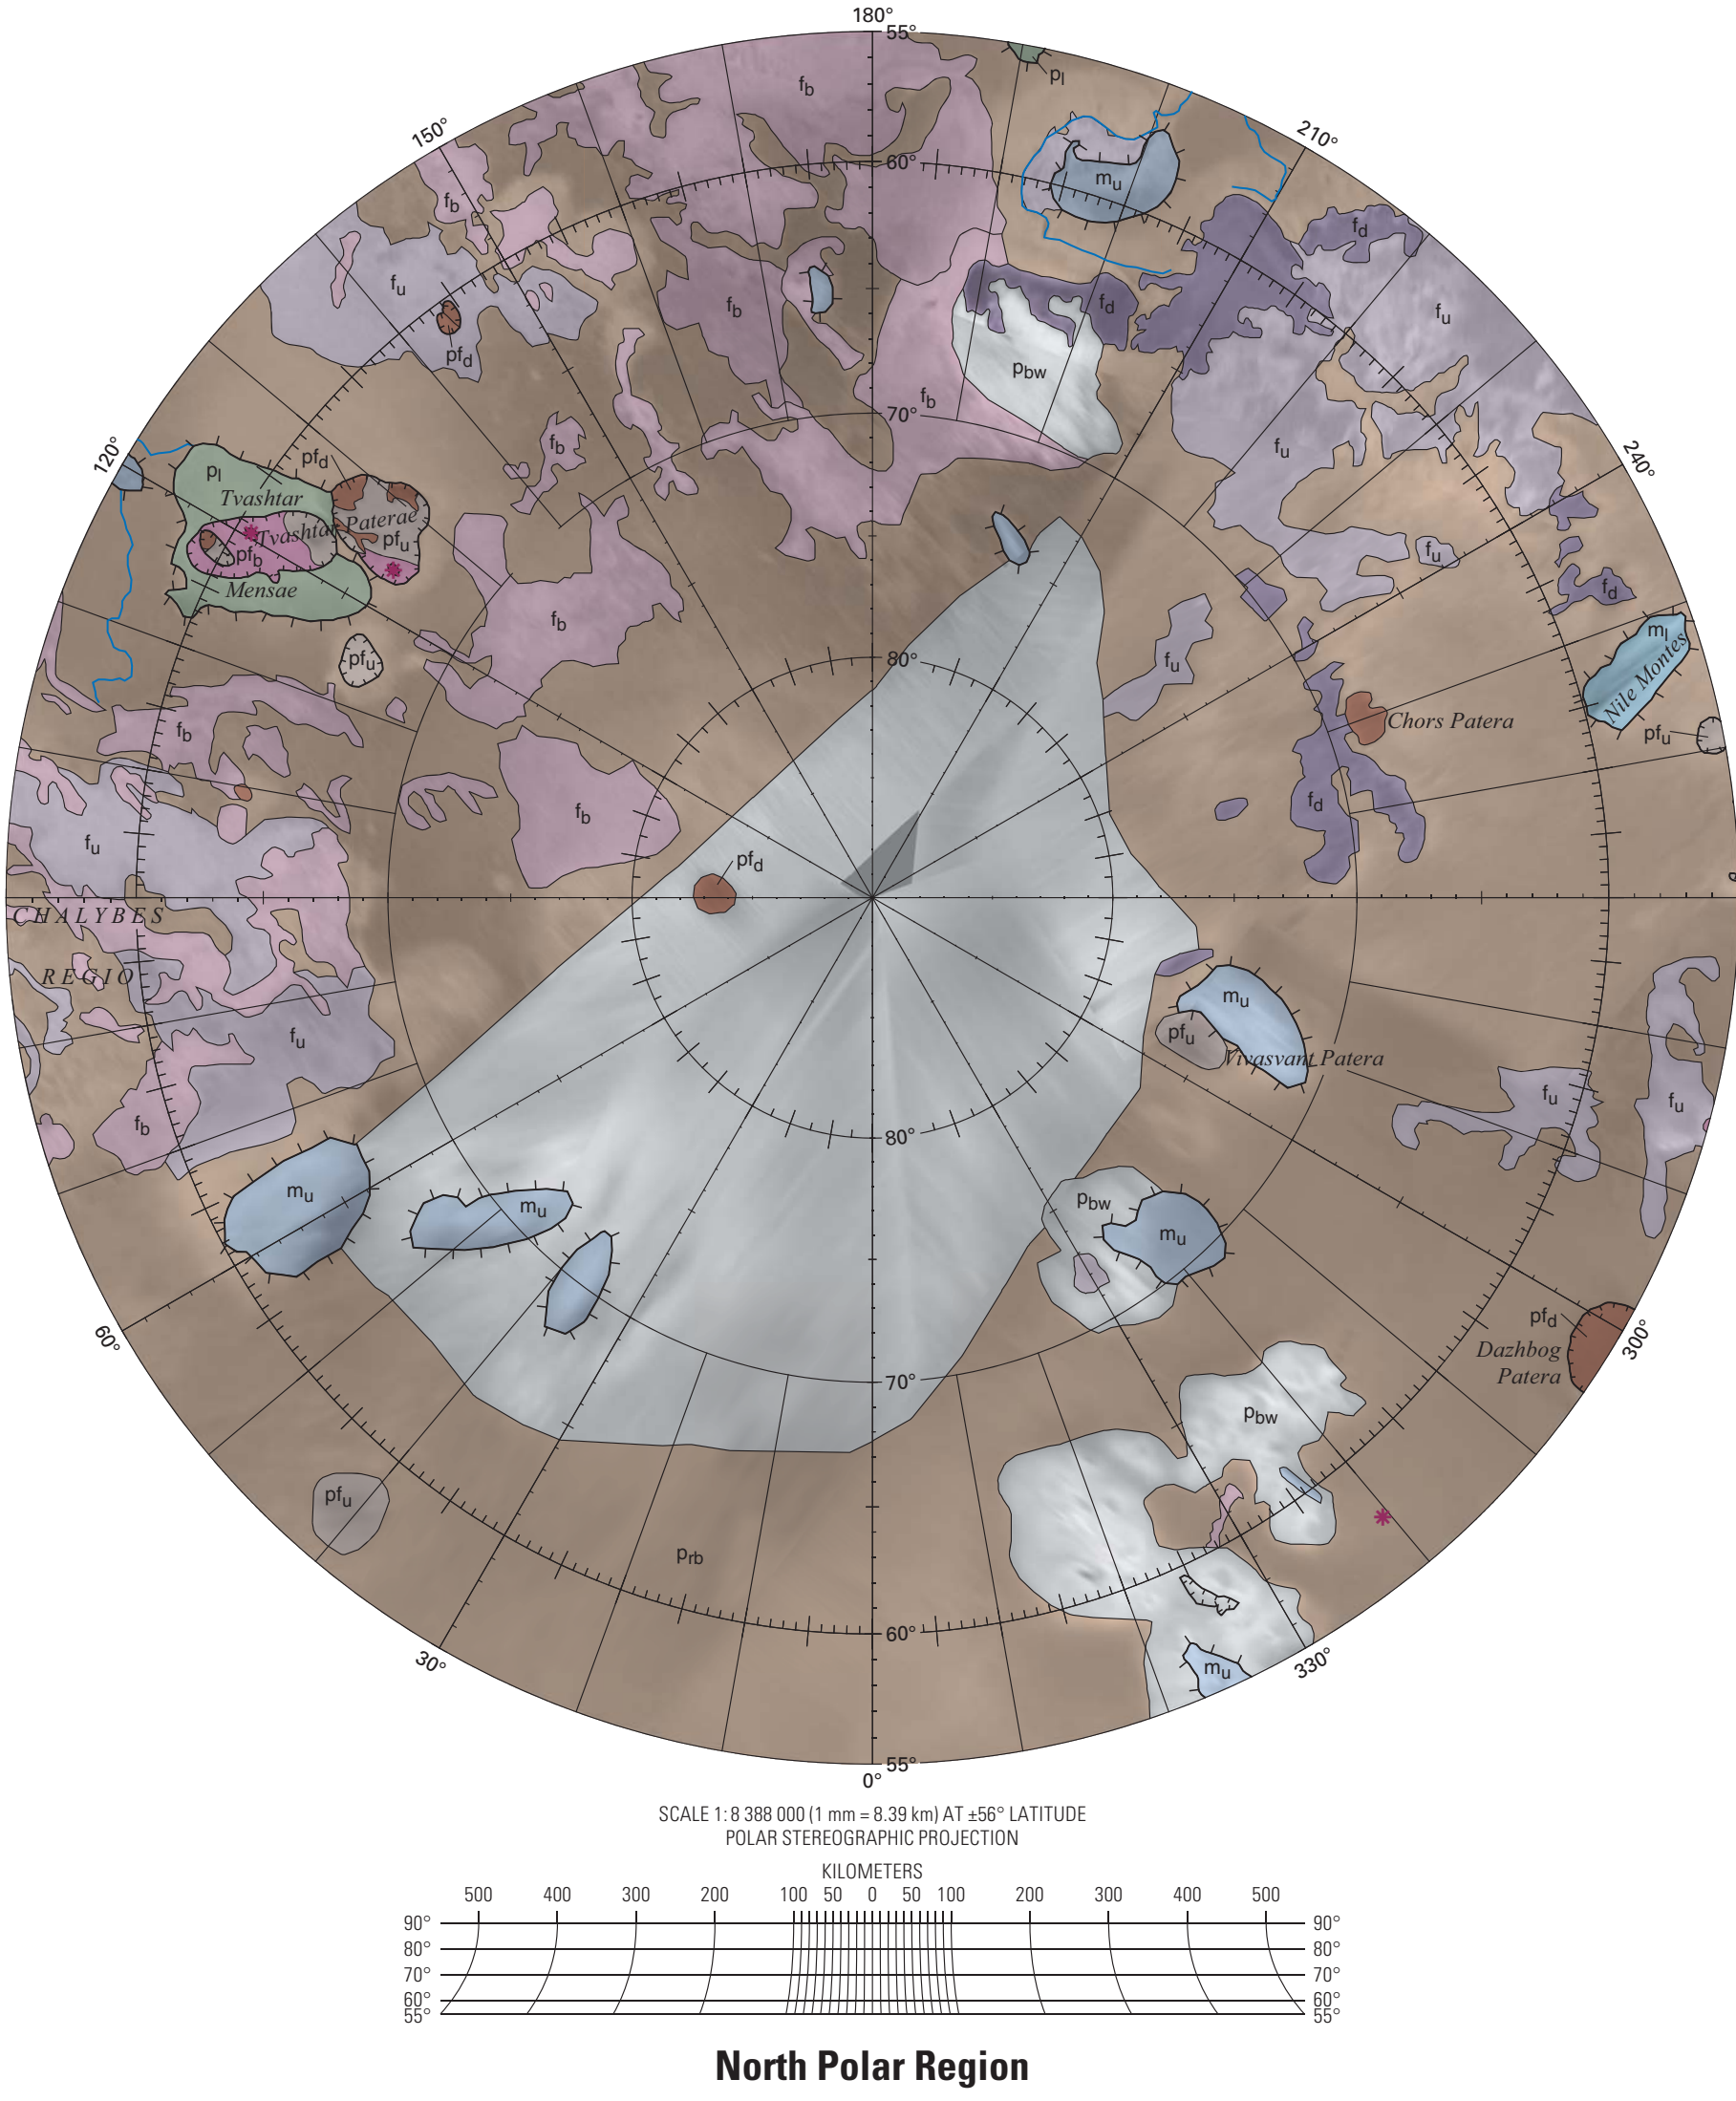 180°
55°
pl
fb
150°
210°
60°
mu
fb
fd
fu
fb
fd
fu
pfd
pbw
fb
70°
120°
fb
fu
240°
pl
pfd
Tvashtar
Tvashtar Paterae
pfu
pfb
fu
Mensae
fd
fb
ml
pfu
80°
fu
Nile Montes
fb
Chors Patera
pfu
fd
fb
fu
pfd
CHALYBES
REGIO
mu
fu
pfu
Vivasvant Patera
fu
fu
fb
80°
mu
mu
pbw
mu
pfd
300°
60°
Dazhbog
Patera
70°
pbw
pfu
prb
60°
30°
mu
330°
55°
0°
SCALE 1:8 388 000 (1 mm = 8.39 km) AT ±56° LATITUDE
POLAR STEREOGRAPHIC PROJECTION
KILOMETERS
500 400 300 200 100 50 0 50 100 200 300 400 500
90° 90°
80° 80°
70° 70°
60° 60°
55° 55°
North Polar Region